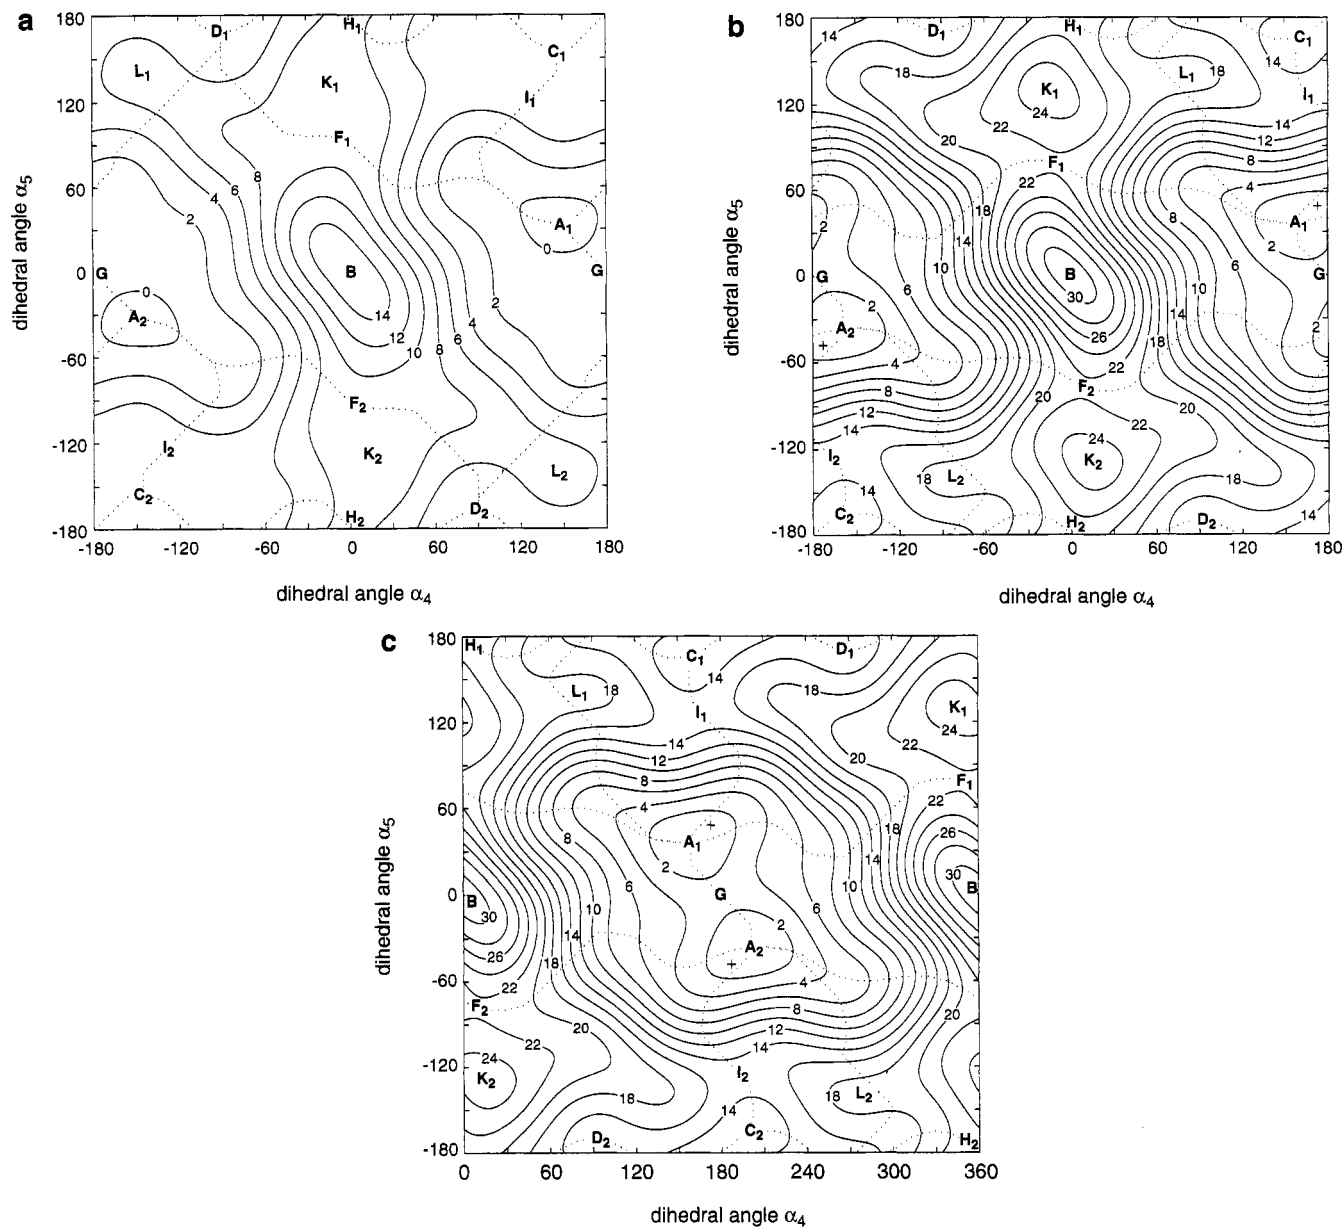 a
180
120
60
0
-60
-120
-180
dihedral angle α5
D1
H1
C1
L1
K1
I1
F1
8
6
4
2
A1
0
G
B
G
0
A2
14
12
10
8
6
4
2
F2
I2
K2
L2
C2
H2
D2
-180
-120
-60
0
60
120
180
dihedral angle α4
b
180
120
60
0
-60
-120
-180
dihedral angle α5
14
D1
H1
C1
18
L1
18
14
K1
24
I1
20
22
14
12
F1
8
22
4
18
8
A1
2
14
2
10
6
G
B
G
6
30
10
2
2
14
A2
26
18
4
22
F2
8
20
20
12
22
14
24
I2
K2
18
L2
18
14
C2
H2
D2
14
-180
-120
-60
0
60
120
180
dihedral angle α4
c
180
120
60
0
-60
-120
-180
dihedral angle α5
H1
C1
D1
14
L1
18
18
I1
K1
24
14
22
12
20
8
F1
22
4
18
26
8
A1
14
2
30
6
10
G
B
B
30
10
6
2
14
A2
26
18
4
22
F2
8
20
20
12
22
14
24
K2
I2
18
18
L2
14
D2
C2
H2
0
60
120
180
240
300
360
dihedral angle α4